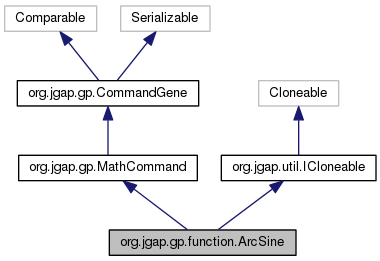 Comparable
Serializable
org.jgap.gp.CommandGene
Cloneable
org.jgap.gp.MathCommand
org.jgap.util.ICloneable
org.jgap.gp.function.ArcSine